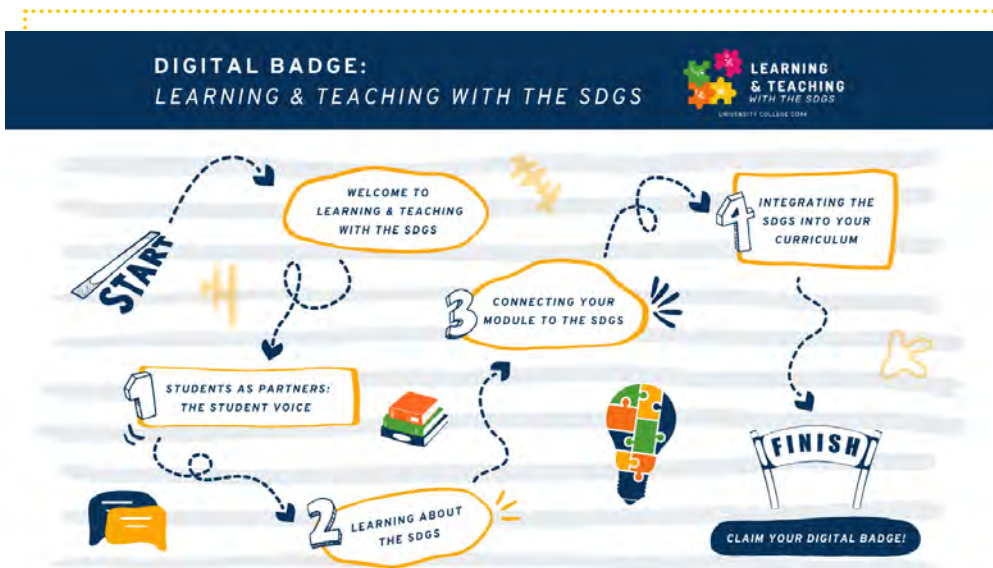 DIGITAL BADGE:
LEARNING & TEACHING WITH THE SDGS
LEARNING
& TEACHING
WITH THE SDGS
UNIVERSITY COLLEGE CORK
START
WELCOME TO
LEARNING & TEACHING
WITH THE SDGS
1
STUDENTS AS PARTNERS:
THE STUDENT VOICE
2
LEARNING ABOUT
THE SDGS
3
CONNECTING YOUR
MODULE TO THE SDGS
4
INTEGRATING THE
SDGS INTO YOUR
CURRICULUM
FINISH
CLAIM YOUR DIGITAL BADGE!